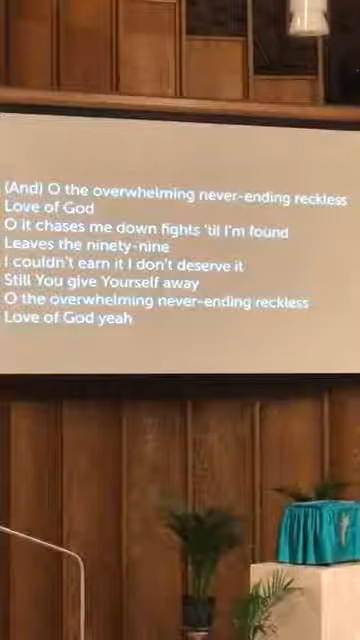 (And) O the overwhelming never-ending reckless
Love of God
O it chases me down fights 'til I'm found
Leaves the ninety-nine
I couldn't earn it I don't deserve it
Still You give Yourself away
O the overwhelming never-ending reckless
Love of God yeah